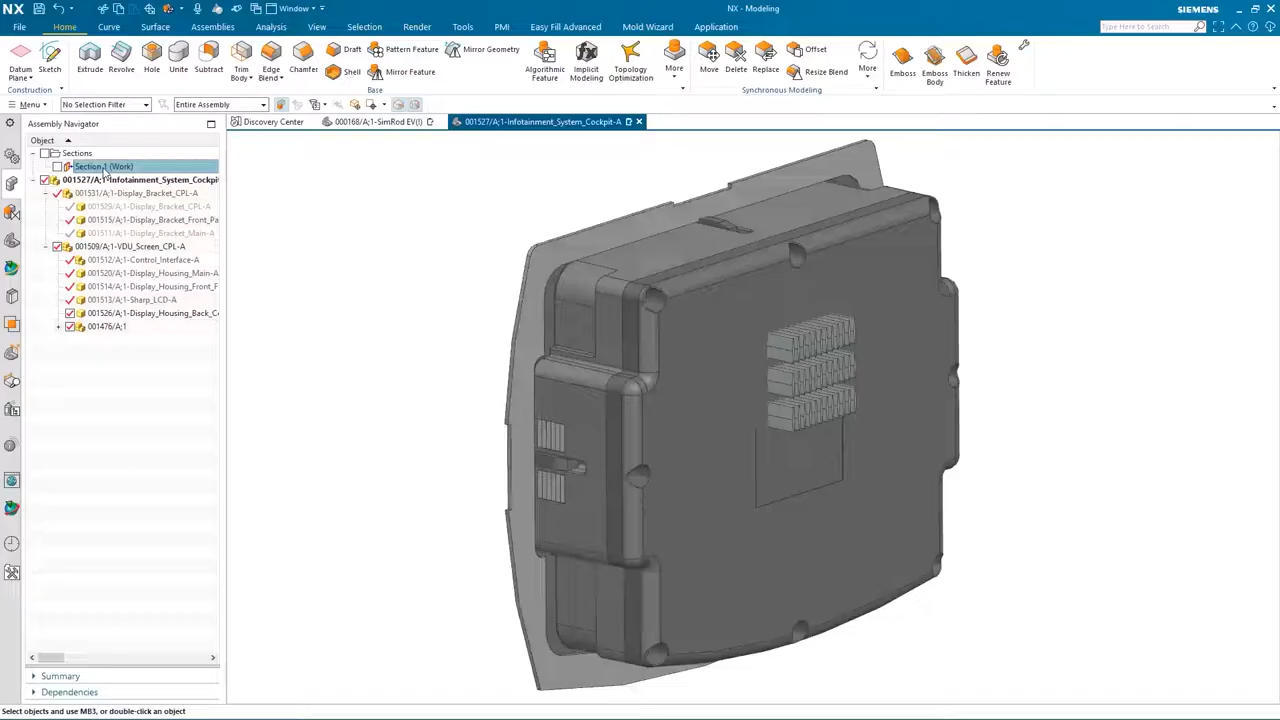 NX
Window
NX - Modeling
SIEMENS
File Home Curve Surface Assemblies Analysis View Selection Render Tools PMI Easy Fill Advanced Mold Wizard Application
Type Here to Search
Datum Plane Sketch
Construction
Extrude Revolve Hole Unite Subtract Trim Body Edge Blend Chamfer
Draft Pattern Feature Mirror Geometry
Shell Mirror Feature
Base
Algorithmic Feature Implicit Modeling Topology Optimization More
Move Delete Replace
Offset
Resize Blend
More
Synchronous Modeling
Emboss Emboss Body Thicken Renew Feature
Menu No Selection Filter Entire Assembly
Assembly Navigator
Discovery Center 000168/A;1-SimRod EV(!) 001527/A;1-Infotainment_System_Cockpit-A
Object
Sections
Section 1 (Work)
001527/A;1-Infotainment_System_Cockpit
001531/A;1-Display_Bracket_CPL-A
001529/A;1-Display_Bracket_CPL-A
001515/A;1-Display_Bracket_Front_Pa
001511/A;1-Display_Bracket_Main-A
001509/A;1-VDU_Screen_CPL-A
001512/A;1-Control_Interface-A
001520/A;1-Display_Housing_Main-A
001514/A;1-Display_Housing_Front_F
001513/A;1-Sharp_LCD-A
001526/A;1-Display_Housing_Back_Co
001476/A;1
Summary
Dependencies
Select objects and use MB3, or double-click an object